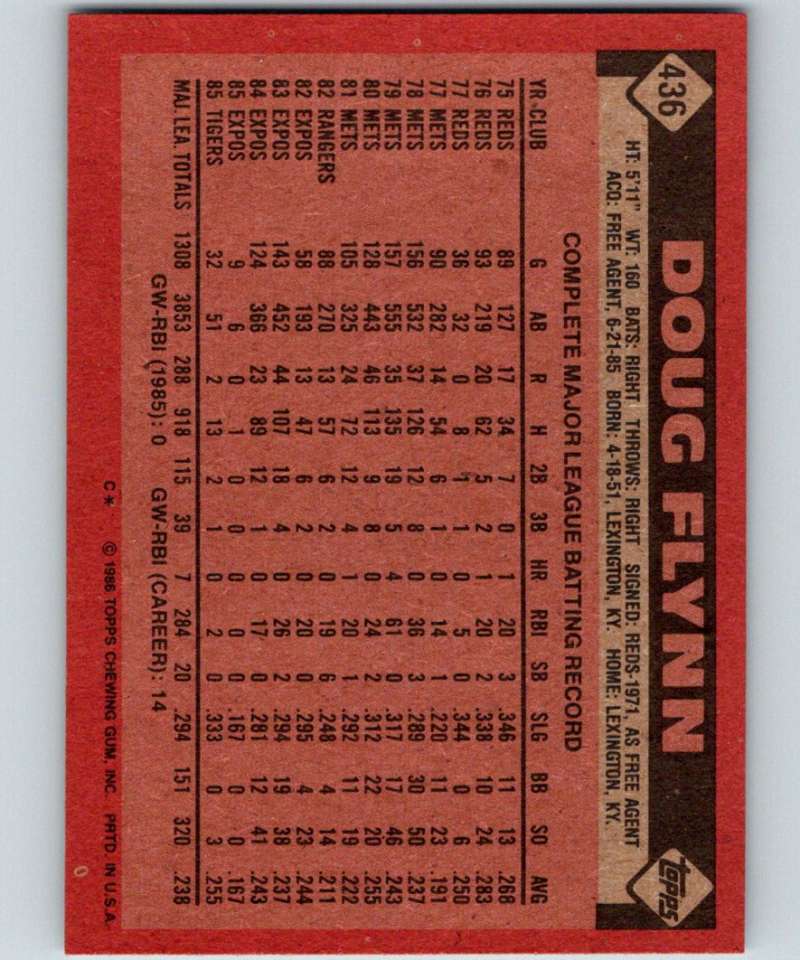 436 DOUG FLYNN topps
HT: 5'11" WT: 160 BATS: RIGHT THROWS: RIGHT SIGNED: REDS-1971, AS FREE AGENT
ACQ: FREE AGENT, 6-21-85 BORN: 4-18-51, LEXINGTON, KY. HOME: LEXINGTON, KY.
COMPLETE MAJOR LEAGUE BATTING RECORD
YR CLUB G AB R H 2B 3B HR RBI SB SLG BB SO AVG
75 REDS 89 127 17 34 7 0 1 20 3 .346 11 13 .268
76 REDS 93 219 20 62 5 2 1 20 2 .338 10 24 .283
77 REDS 36 32 0 8 1 1 0 5 0 .344 0 6 .250
77 METS 90 282 14 54 6 1 0 14 1 .220 11 23 .191
78 METS 156 532 37 126 12 8 0 36 3 .289 30 50 .237
79 METS 157 555 35 135 19 5 4 61 0 .317 17 46 .243
80 METS 128 443 46 113 9 8 0 24 2 .312 22 20 .255
81 METS 105 325 24 72 12 4 1 20 1 .292 11 19 .222
82 RANGERS 88 270 13 57 6 2 0 19 6 .248 4 14 .211
82 EXPOS 58 193 13 47 6 2 0 20 0 .295 4 23 .244
83 EXPOS 143 452 44 107 18 4 0 26 2 .294 19 38 .237
84 EXPOS 124 366 23 89 12 1 0 17 0 .281 12 41 .243
85 EXPOS 9 6 0 1 0 0 0 0 0 .167 0 0 .167
85 TIGERS 32 51 2 13 2 1 0 2 0 .333 0 3 .255
MAJ. LEA. TOTALS 1308 3853 288 918 115 39 7 284 20 .294 151 320 .238
GW-RBI (1985): 0 GW-RBI (CAREER): 14
C* © 1986 TOPPS CHEWING GUM, INC. PRTD. IN U.S.A.